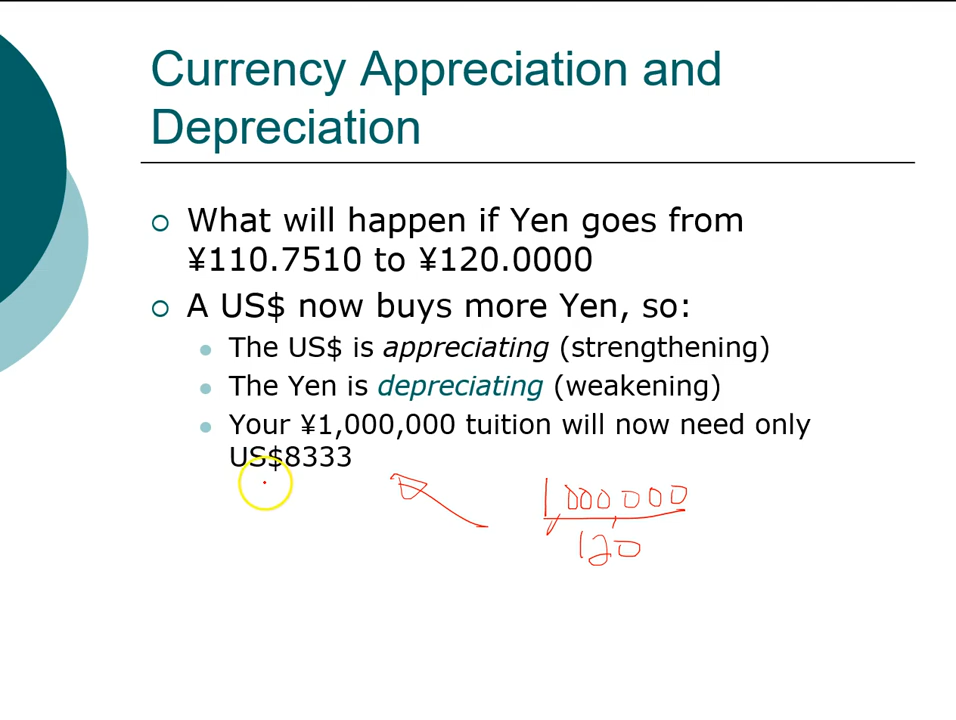 Currency Appreciation and
Depreciation
What will happen if Yen goes from
¥110.7510 to ¥120.0000
A US$ now buys more Yen, so:
The US$ is appreciating (strengthening)
The Yen is depreciating (weakening)
Your ¥1,000,000 tuition will now need only
US$8333
1,000,000
120